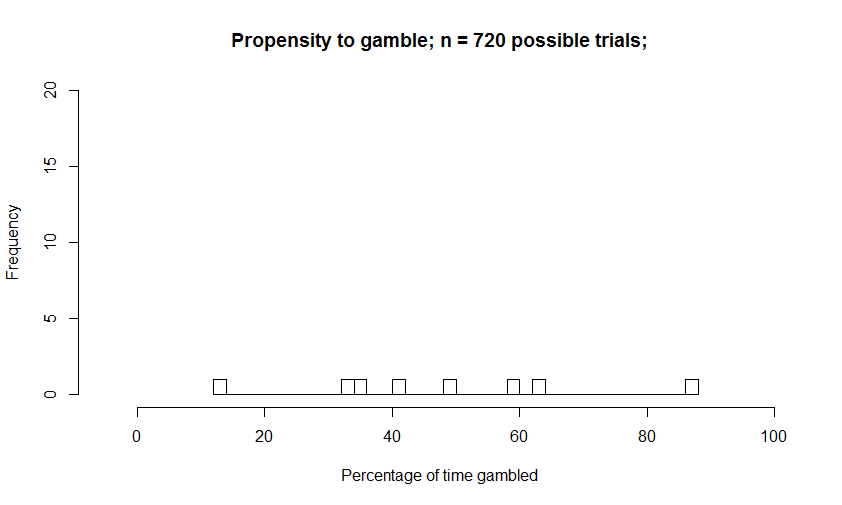 Propensity to gamble; n = 720 possible trials;
20
15
10
5
0
Frequency
0 20 40 60 80 100
Percentage of time gambled